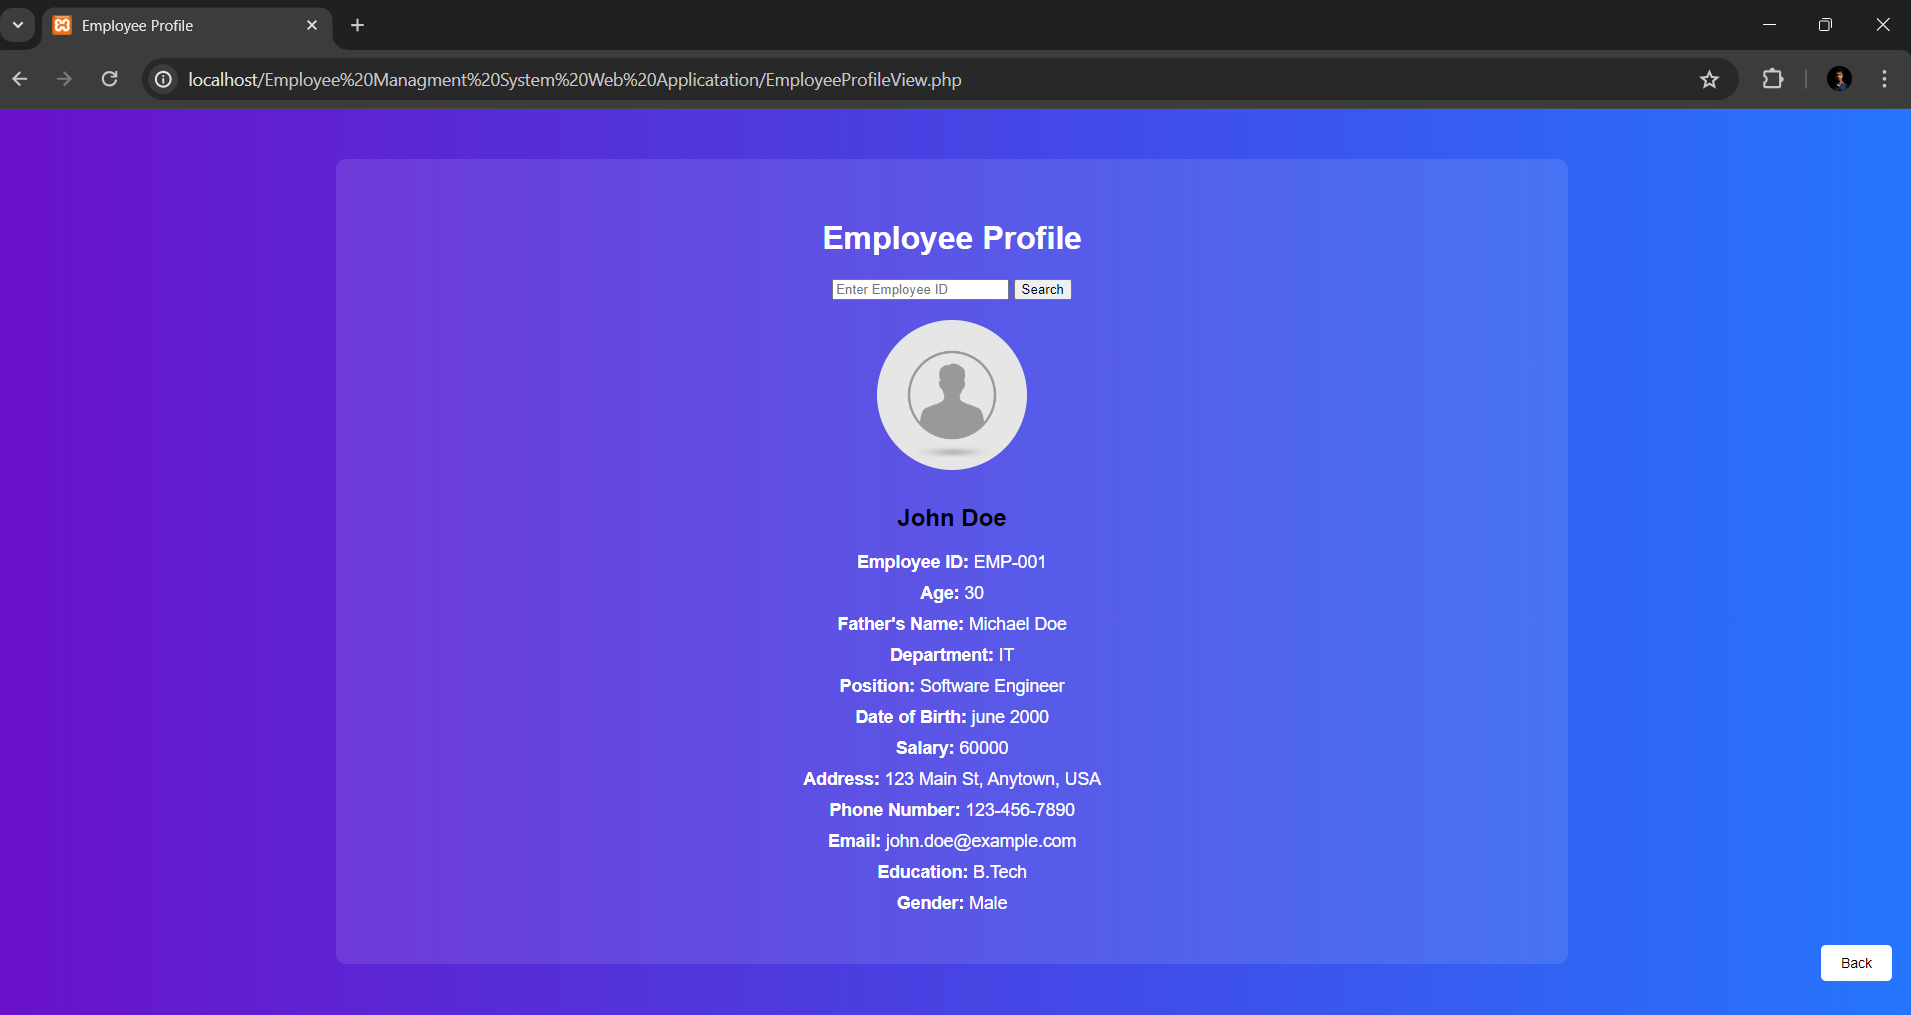 Employee Profile
localhost/Employee%20Managment%20System%20Web%20Applicatation/EmployeeProfileView.php
Employee Profile
Enter Employee ID Search
John Doe
Employee ID: EMP-001
Age: 30
Father's Name: Michael Doe
Department: IT
Position: Software Engineer
Date of Birth: june 2000
Salary: 60000
Address: 123 Main St, Anytown, USA
Phone Number: 123-456-7890
Email: john.doe@example.com
Education: B.Tech
Gender: Male
Back